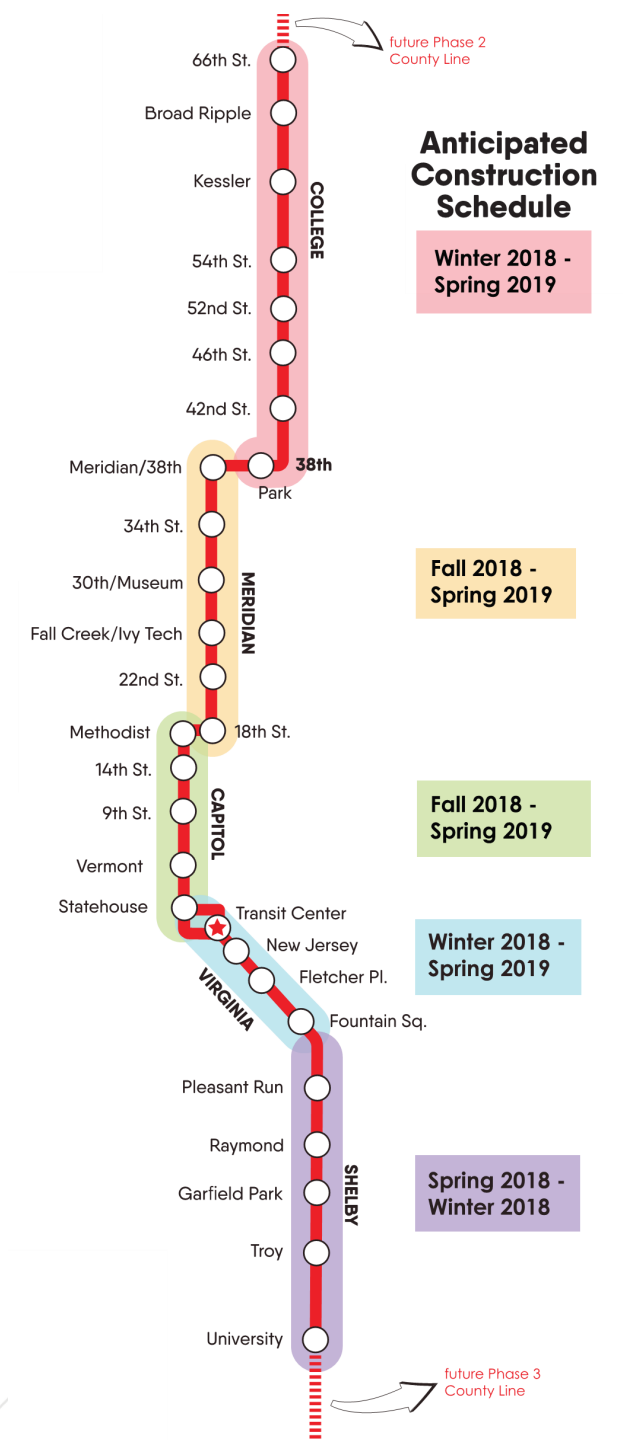 future Phase 2
County Line
66th St.
Broad Ripple
Anticipated
Construction
Schedule
Kessler
COLLEGE
Winter 2018 -
Spring 2019
54th St.
52nd St.
46th St.
42nd St.
Meridian/38th
38th
Park
34th St.
30th/Museum
MERIDIAN
Fall 2018 -
Spring 2019
Fall Creek/Ivy Tech
22nd St.
Methodist
18th St.
14th St.
9th St.
CAPITOL
Fall 2018 -
Spring 2019
Vermont
Statehouse
Transit Center
New Jersey
Fletcher Pl.
VIRGINIA
Winter 2018 -
Spring 2019
Fountain Sq.
Pleasant Run
Raymond
Garfield Park
SHELBY
Spring 2018 -
Winter 2018
Troy
University
future Phase 3
County Line